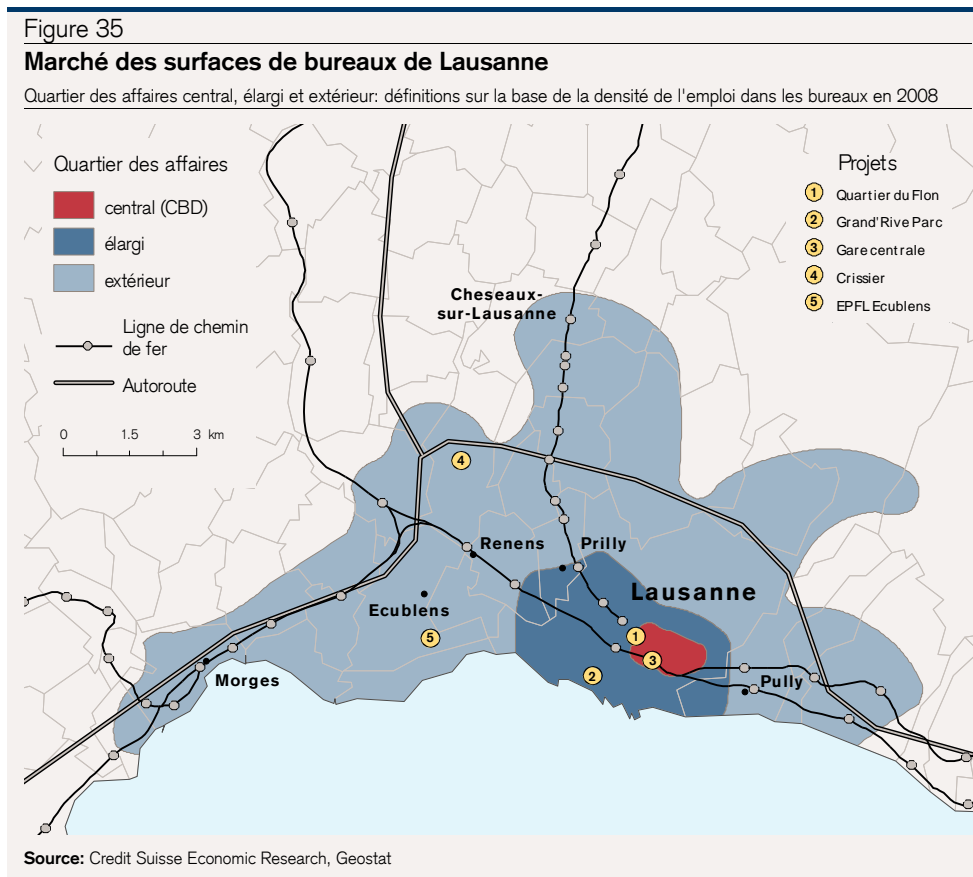 Figure 35
Marché des surfaces de bureaux de Lausanne
Quartier des affaires central, élargi et extérieur: définitions sur la base de la densité de l'emploi dans les bureaux en 2008
Quartier des affaires
central (CBD)
élargi
extérieur
Ligne de chemin
de fer
Autoroute
0 1.5 3 km
Projets
1 Quartier du Flon
2 Grand'Rive Parc
3 Gare centrale
4 Crissier
5 EPFL Ecublens
Cheseaux-
sur-Lausanne
4
Renens
Prilly
Lausanne
Ecublens
5
1
3
2
Morges
Pully
Source: Credit Suisse Economic Research, Geostat